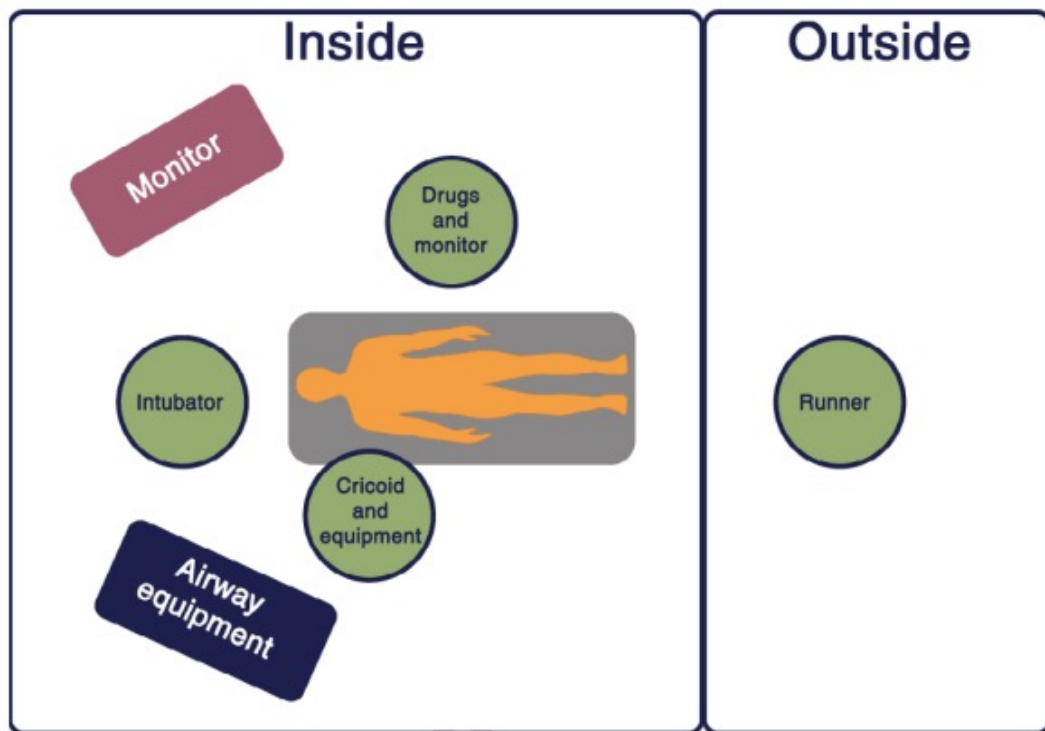 Inside
Outside
Monitor
Drugs
and
monitor
Intubator
Runner
Cricoid
and
equipment
Airway
equipment